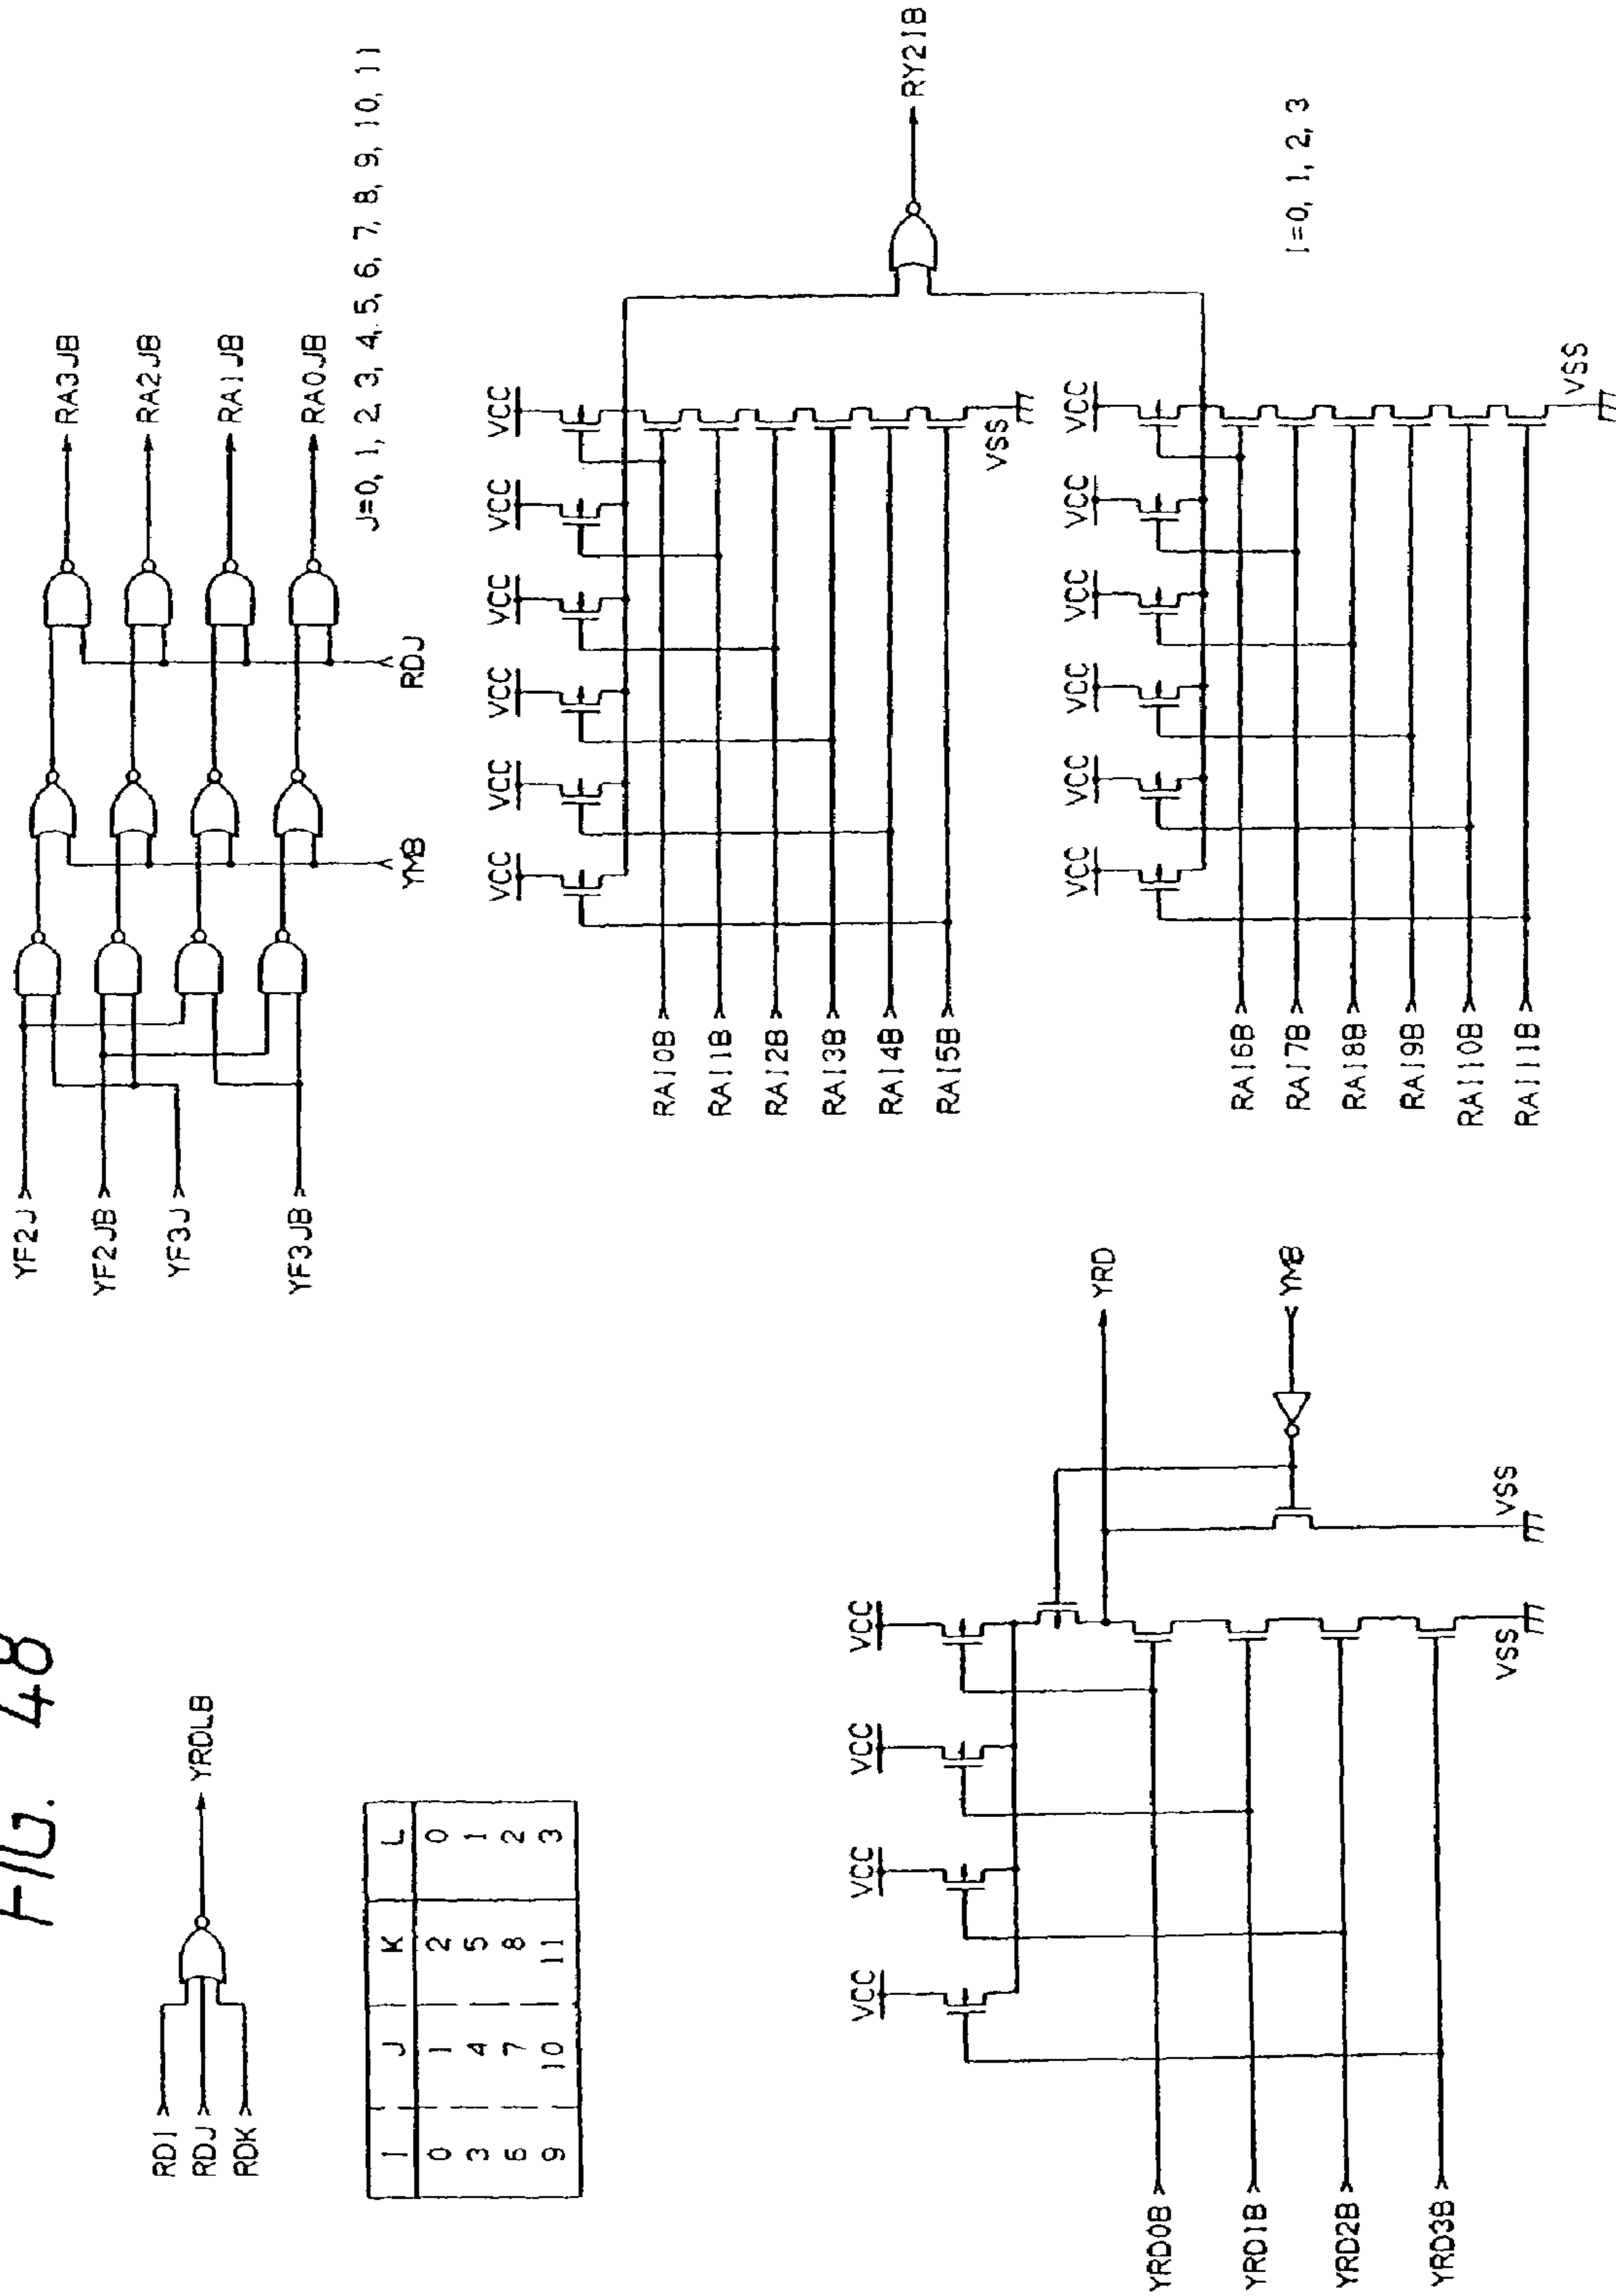 FIG. 48
RDI
RDJ
RDK
YRDLB
I J K L
0 1 2 0
3 4 5 1
6 7 8 2
9 10 11 3
YF2J
YF2JB
YF3J
YF3JB
YMB
RDJ
RA3JB
RA2JB
RA1JB
RA0JB
J=0, 1, 2, 3, 4, 5, 6, 7, 8, 9, 10, 11
VCC VCC VCC VCC
YRD0B
YRD1B
YRD2B
YRD3B
VSS
VSS
YRD
YMB
VCC VCC VCC VCC VCC VCC
RAI0B
RAI1B
RAI2B
RAI3B
RAI4B
RAI5B
VSS
RY2IB
VCC VCC VCC VCC VCC VCC
RAI6B
RAI7B
RAI8B
RAI9B
RAI10B
RAI11B
VSS
I=0, 1, 2, 3